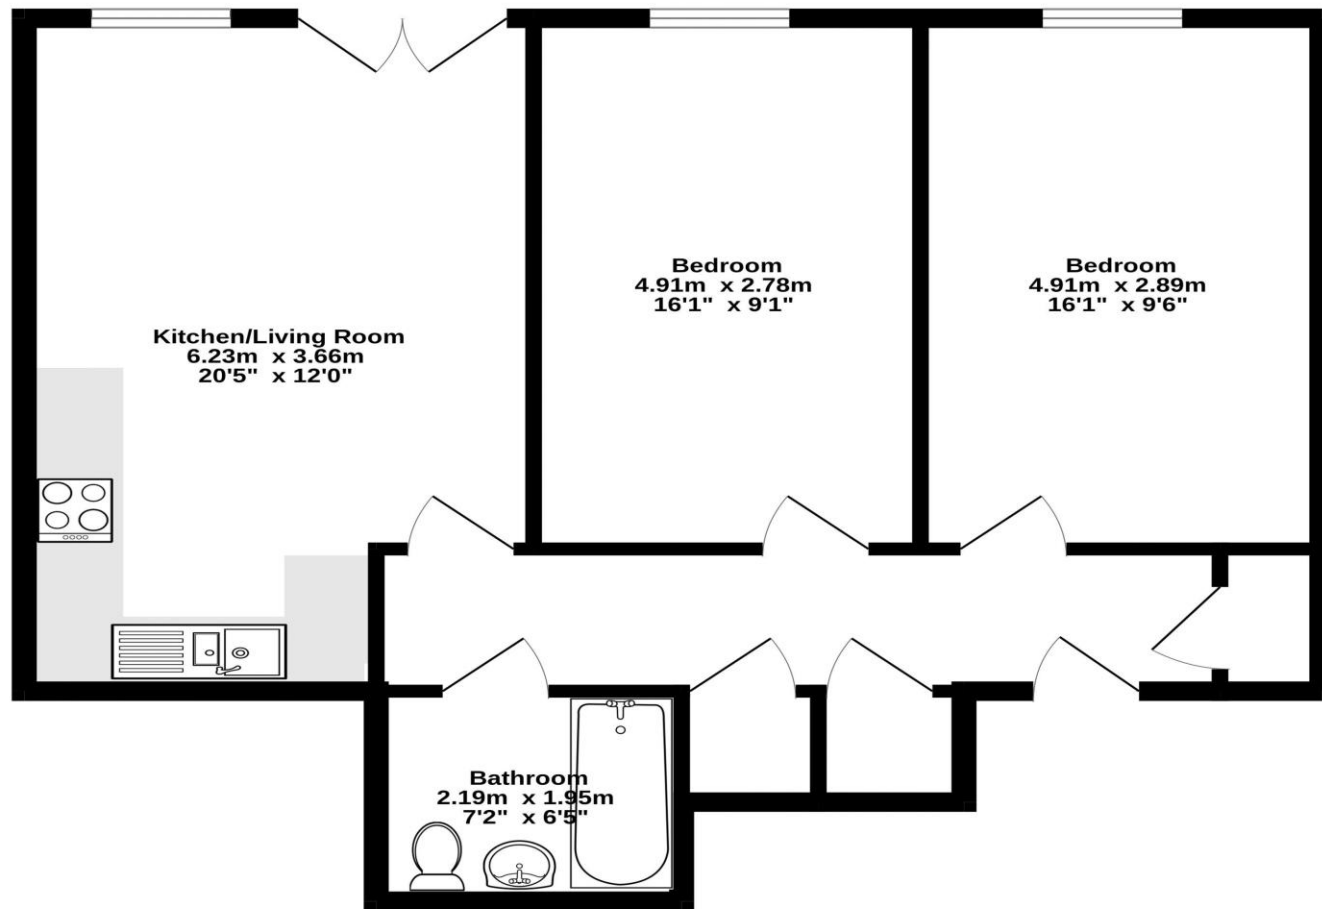 Kitchen/Living Room
6.23m x 3.66m
20'5" x 12'0"
Bedroom
4.91m x 2.78m
16'1" x 9'1"
Bedroom
4.91m x 2.89m
16'1" x 9'6"
Bathroom
2.19m x 1.95m
7'2" x 6'5"